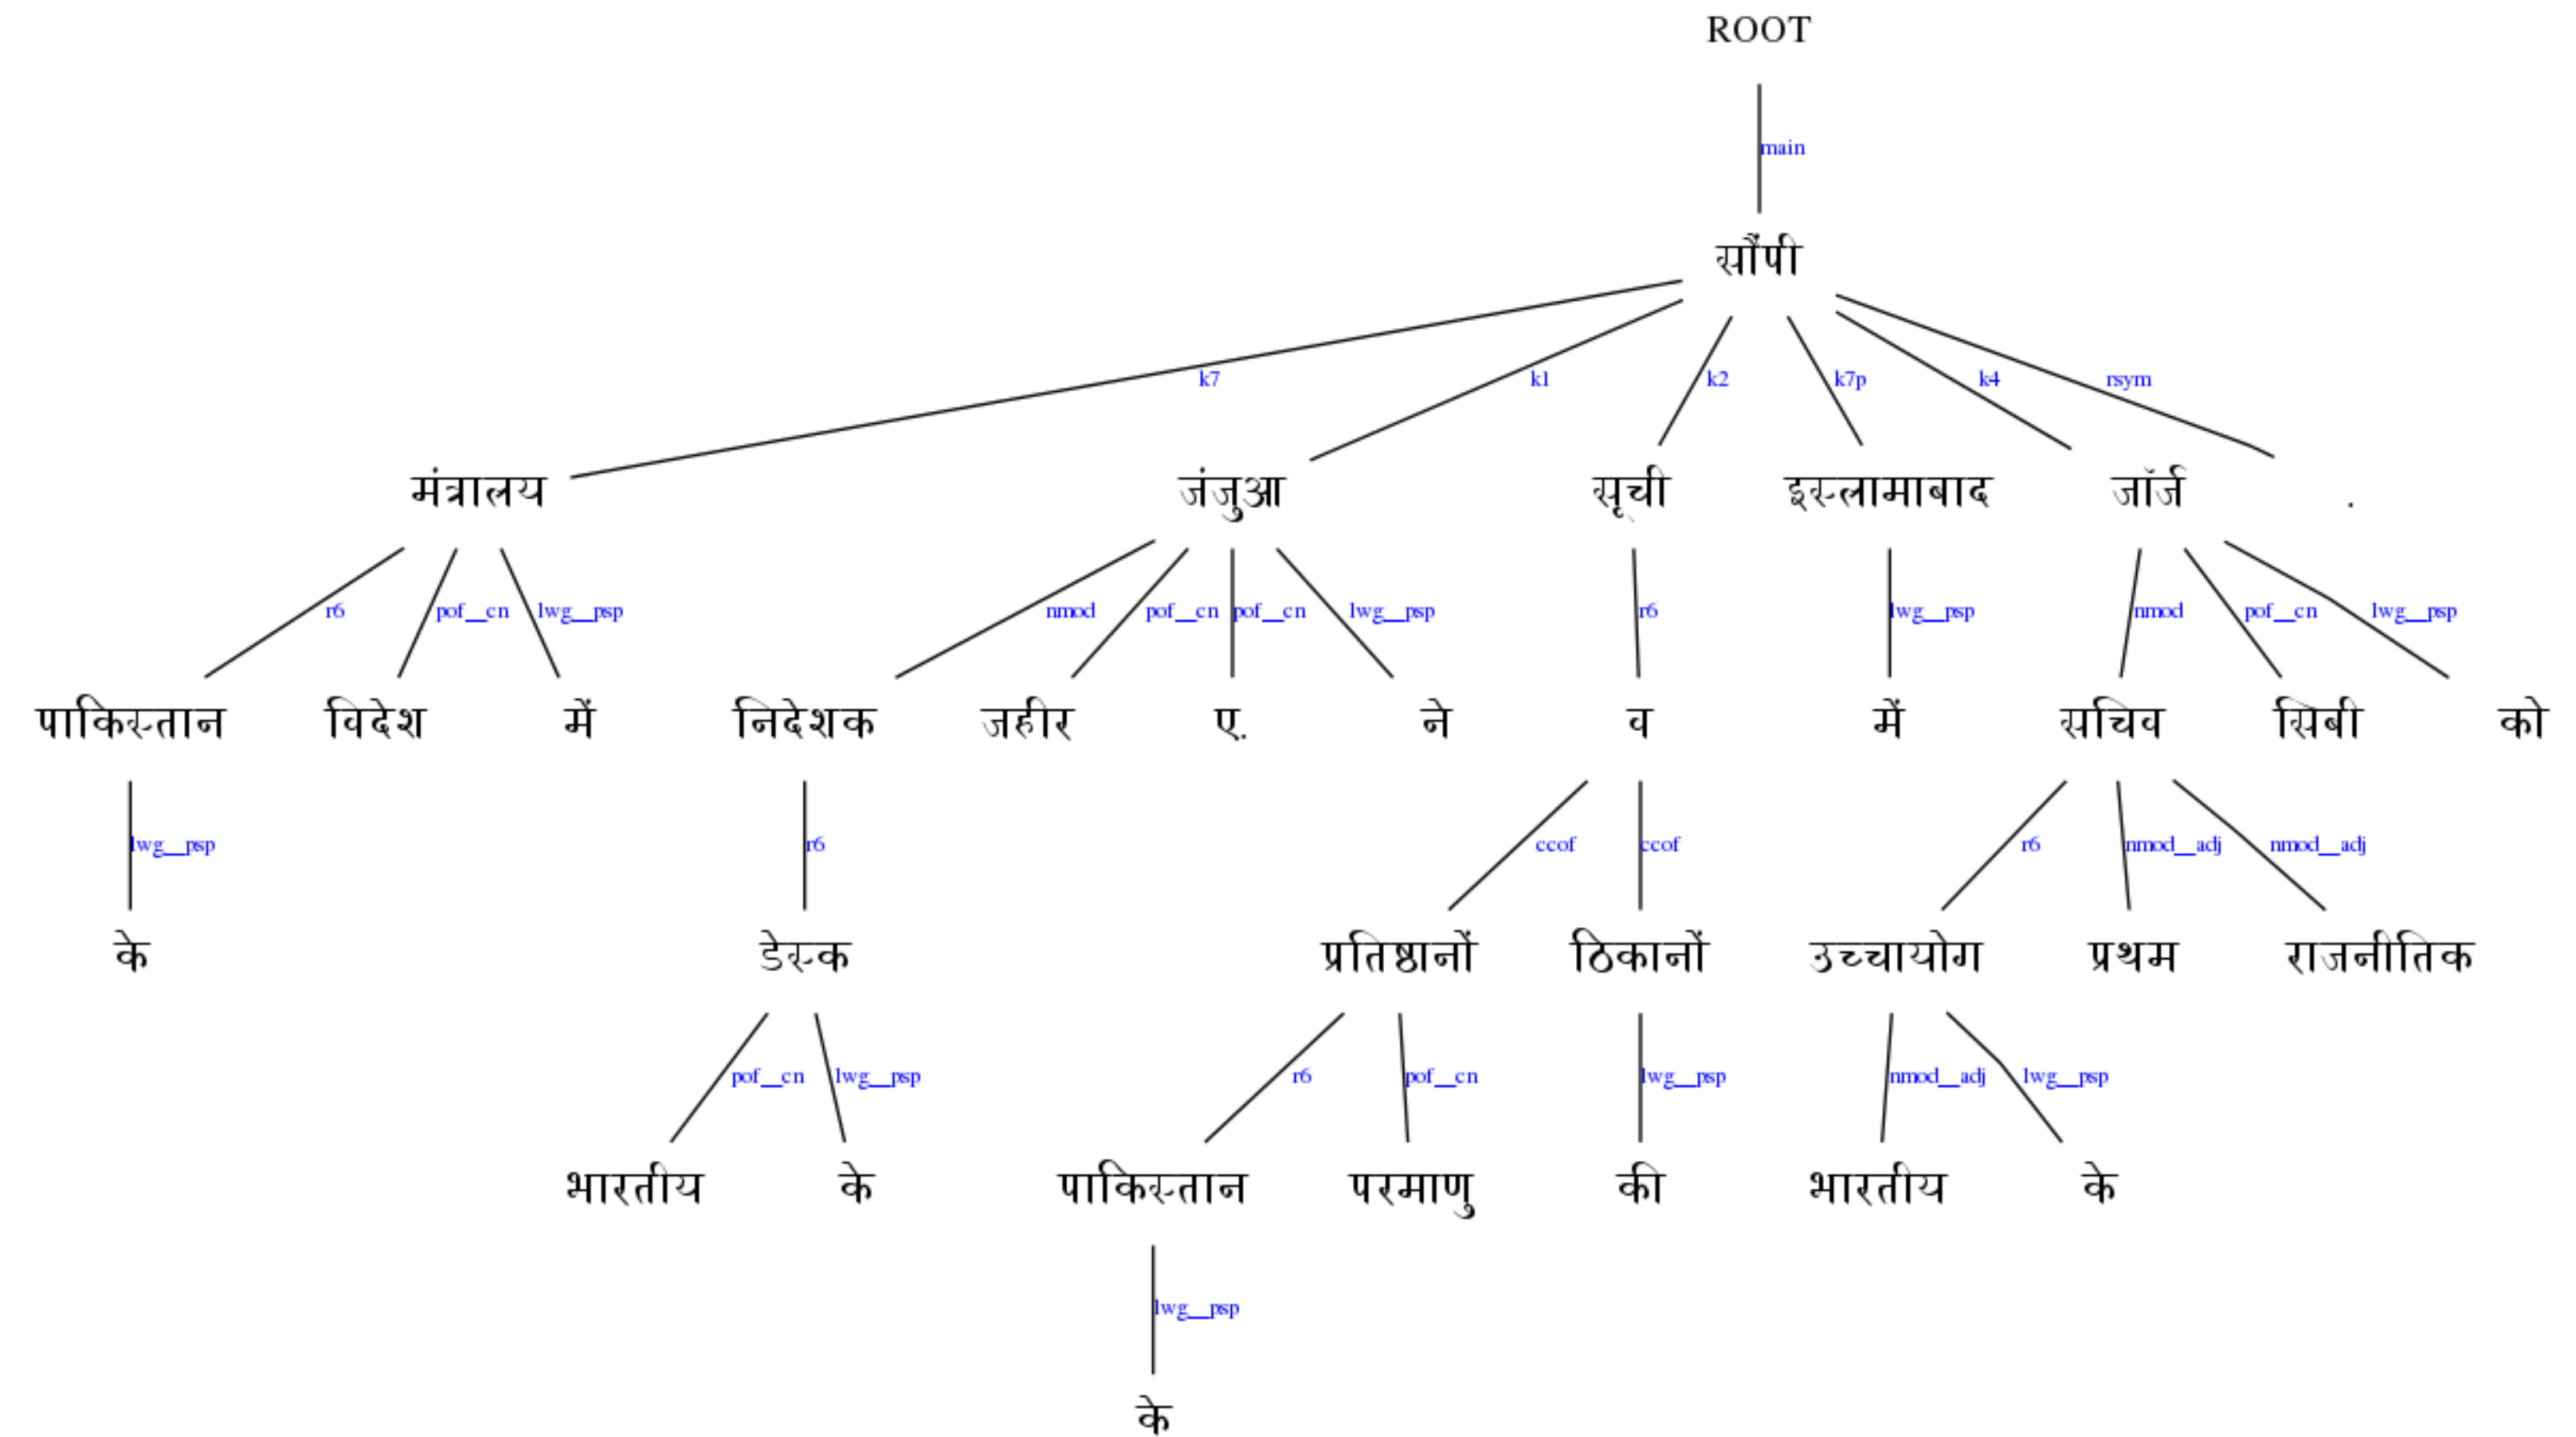 ROOT
main
सौंपी
k7 k1 k2 k7p k4 rsym
मंत्रालय जंजुआ सूची इस्लामाबाद जॉर्ज .
r6 pof__cn lwg__psp nmod pof__cn pof__cn lwg__psp r6 lwg__psp nmod pof__cn lwg__psp
पाकिस्तान विदेश में निदेशक जहीर ए. ने व में सचिव सिबी को
lwg__psp r6 ccof ccof r6 nmod__adj nmod__adj
के डेस्क प्रतिष्ठानों ठिकानों उच्चायोग प्रथम राजनीतिक
pof__cn lwg__psp r6 pof__cn lwg__psp nmod__adj lwg__psp
भारतीय के पाकिस्तान परमाणु की भारतीय के
lwg__psp
के